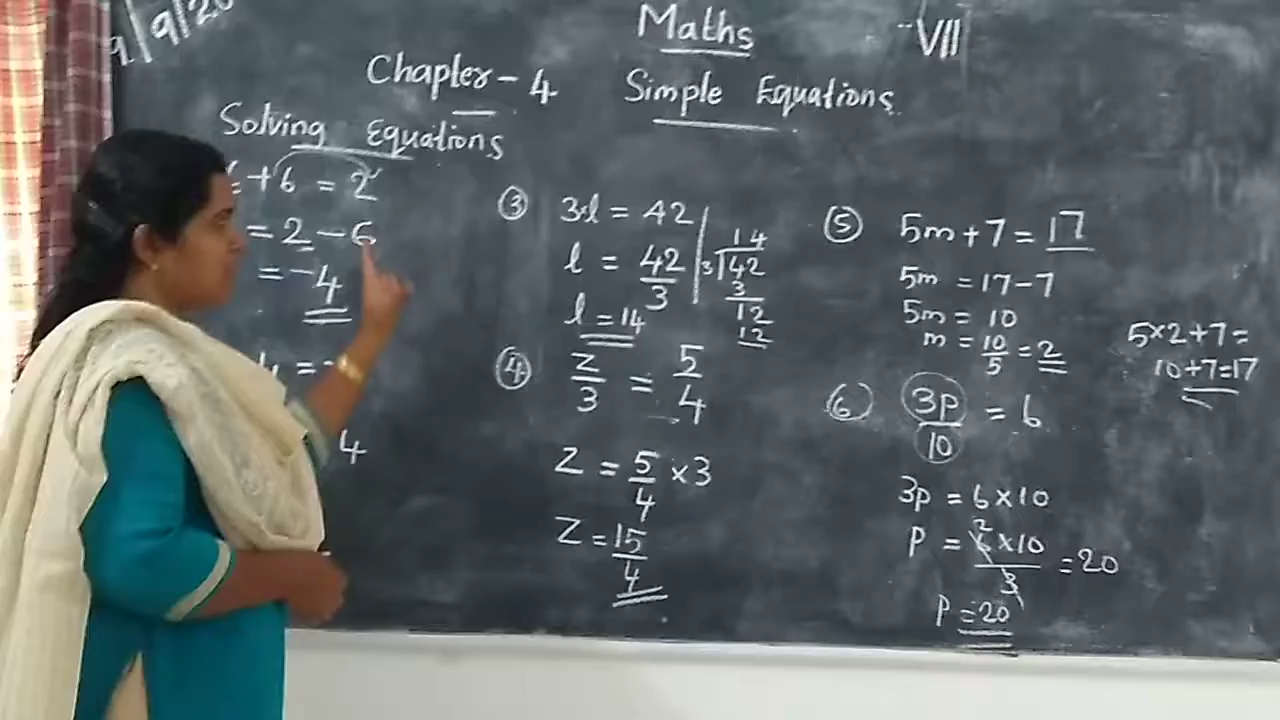 9/9/20
Maths
VII
Chapter - 4 Simple Equations
Solving Equations
+6 = 2
= 2 - 6
= -4
4
③ 3l = 42
l = 42/3
l = 14
14
3√42
3
12
12
④ z/3 = 5/4
Z = 5/4 × 3
Z = 15/4
⑤ 5m + 7 = 17
5m = 17 - 7
5m = 10
m = 10/5 = 2
5×2+7=
10+7=17
⑥ 3p/10 = 6
3p = 6 × 10
P = 6 × 10/3 = 20
2
P = 20